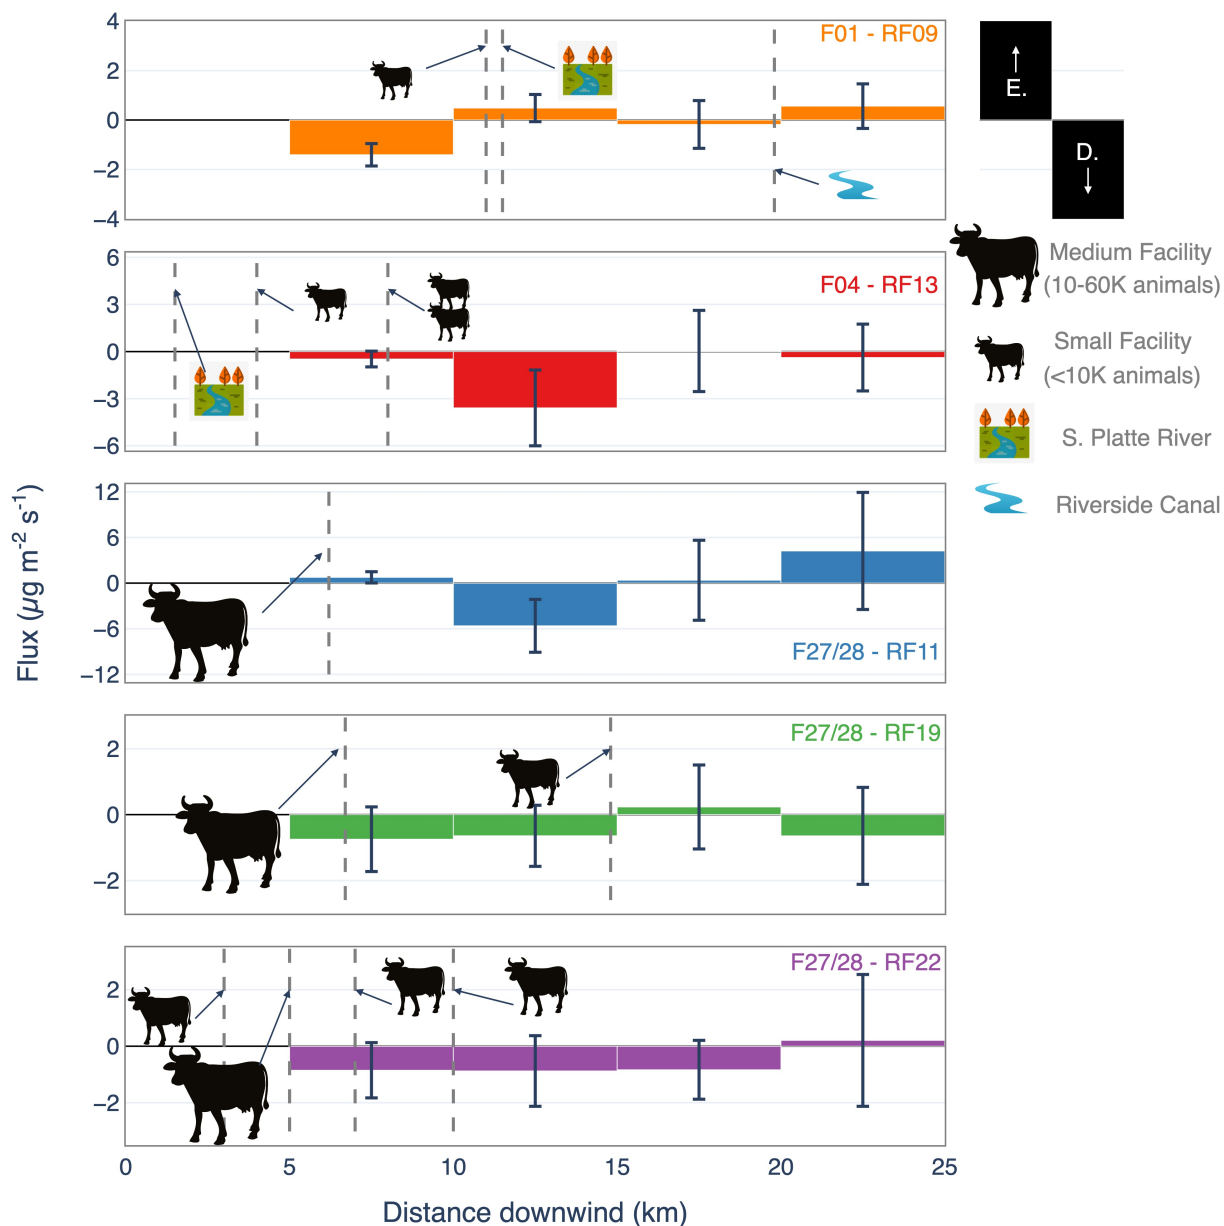 4
2
0
−2
−4
F01 - RF09
E.
D.
Medium Facility
(10-60K animals)
Small Facility
(<10K animals)
S. Platte River
Riverside Canal
6
3
0
−3
−6
F04 - RF13
Flux (µg m-2 s-1)
12
6
0
−6
−12
F27/28 - RF11
2
0
−2
F27/28 - RF19
2
0
−2
F27/28 - RF22
0 5 10 15 20 25
Distance downwind (km)